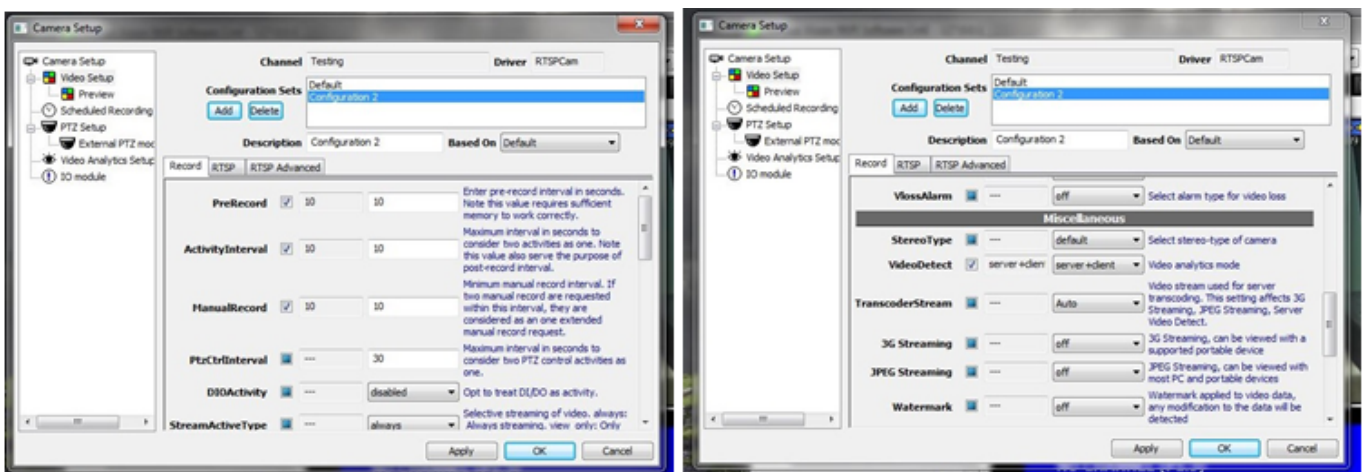 Camera Setup
Camera Setup
Video Setup
Preview
Scheduled Recording
PTZ Setup
External PTZ moc
Video Analytics Setup
IO module
Channel Testing Driver RTSPCam
Configuration Sets Default
Configuration 2
Add Delete
Description Configuration 2 Based On Default
Record RTSP RTSP Advanced
PreRecord 10 10 Enter pre-record interval in seconds.
Note this value requires sufficient
memory to work correctly.
ActivityInterval 10 10 Maximum interval in seconds to
consider two activities as one. Note
this value also serve the purpose of
post-record interval.
ManualRecord 10 10 Minimum manual record interval. If
two manual record are requested
within this interval, they are
considered as an one extended
manual record request.
PtzCtrlInterval --- 30 Maximum interval in seconds to
consider two PTZ control activities as
one.
DIOActivity --- disabled Opt to treat DI/DO as activity.
StreamActiveType --- always Selective streaming of video. always:
Always streaming. view only: Only
Apply OK Cancel
Camera Setup
Camera Setup
Video Setup
Preview
Scheduled Recording
PTZ Setup
External PTZ moc
Video Analytics Setup
IO module
Channel Testing Driver RTSPCam
Configuration Sets Default
Configuration 2
Add Delete
Description Configuration 2 Based On Default
Record RTSP RTSP Advanced
VlossAlarm --- off Select alarm type for video loss
Miscellaneous
StereoType --- default Select stereo-type of camera
VideoDetect server+client server+client Video analytics mode
TranscoderStream --- Auto Video stream used for server
transcoding. This setting affects 3G
Streaming, JPEG Streaming, Server
Video Detect.
3G Streaming --- off 3G Streaming, can be viewed with a
supported portable device
JPEG Streaming --- off JPEG Streaming, can be viewed with
most PC and portable devices
Watermark --- off Watermark applied to video data,
any modification to the data will be
detected
Apply OK Cancel